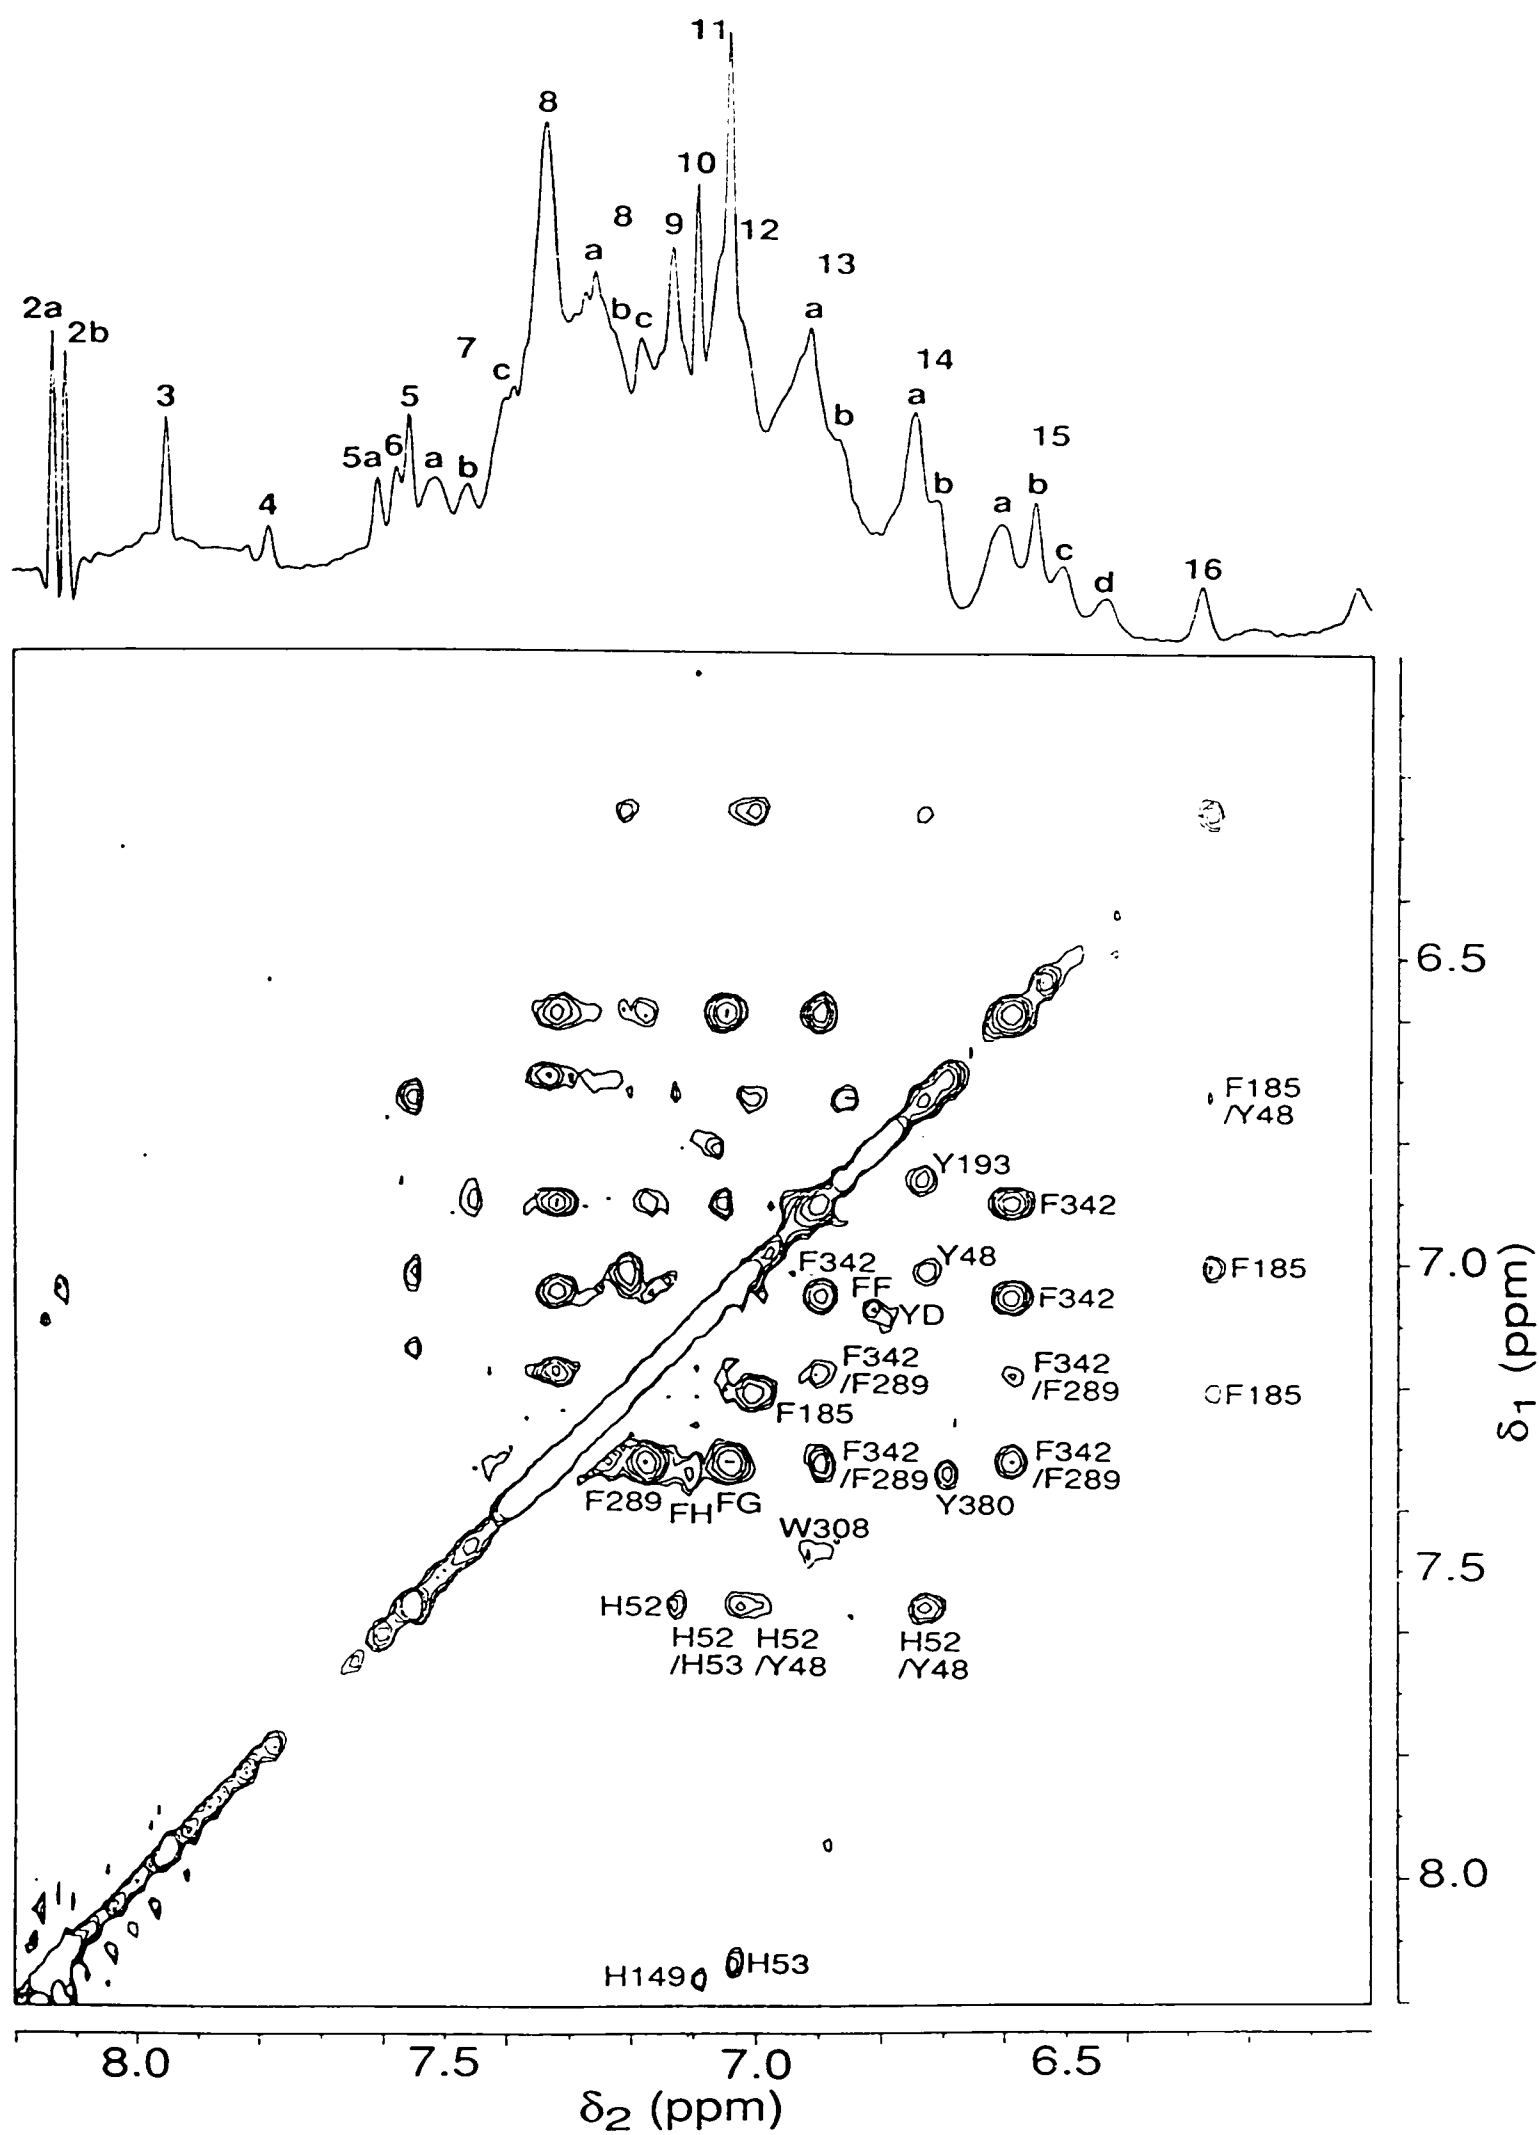 11
8
10
8
9
12
13
a
2a
2b
b
c
a
7
c
14
3
5
a
b
15
5a
6
a
b
b
a
b
4
c
d
16
6.5
F185
/Y48
Y193
F342
F342
Y48
7.0
F185
FF
F342
YD
F342
/F289
F342
/F289
F185
F185
F342
/F289
F342
/F289
F289
FH
FG
Y380
W308
7.5
H52
H52
/H53
H52
/Y48
H52
/Y48
8.0
H149
H53
δ1 (ppm)
8.0
7.5
7.0
6.5
δ2 (ppm)